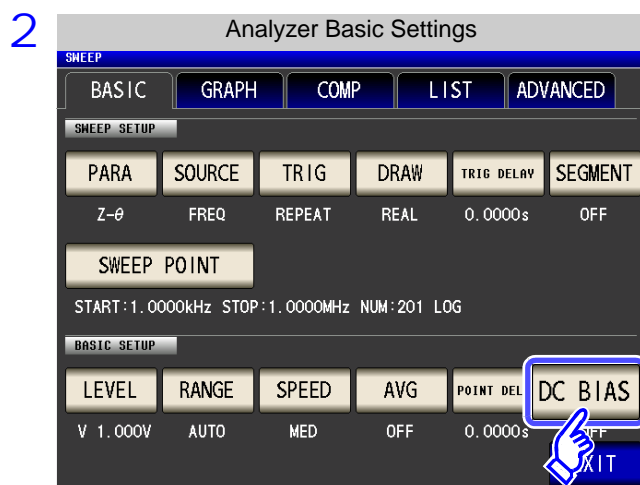 2
Analyzer Basic Settings
SWEEP
BASIC GRAPH COMP LIST ADVANCED
SWEEP SETUP
PARA SOURCE TRIG DRAW TRIG DELAY SEGMENT
Z-θ FREQ REPEAT REAL 0.0000s OFF
SWEEP POINT
START:1.0000kHz STOP:1.0000MHz NUM:201 LOG
BASIC SETUP
LEVEL RANGE SPEED AVG POINT DEL DC BIAS
V 1.000V AUTO MED OFF 0.0000s